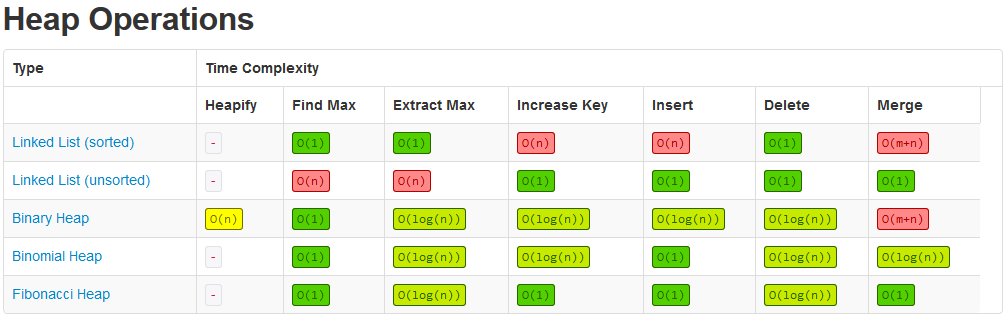 Heap Operations
Type Time Complexity
Heapify Find Max Extract Max Increase Key Insert Delete Merge
Linked List (sorted) - O(1) O(1) O(n) O(n) O(1) O(m+n)
Linked List (unsorted) - O(n) O(n) O(1) O(1) O(1) O(1)
Binary Heap O(n) O(1) O(log(n)) O(log(n)) O(log(n)) O(log(n)) O(m+n)
Binomial Heap - O(1) O(log(n)) O(log(n)) O(1) O(log(n)) O(log(n))
Fibonacci Heap - O(1) O(log(n)) O(1) O(1) O(log(n)) O(1)